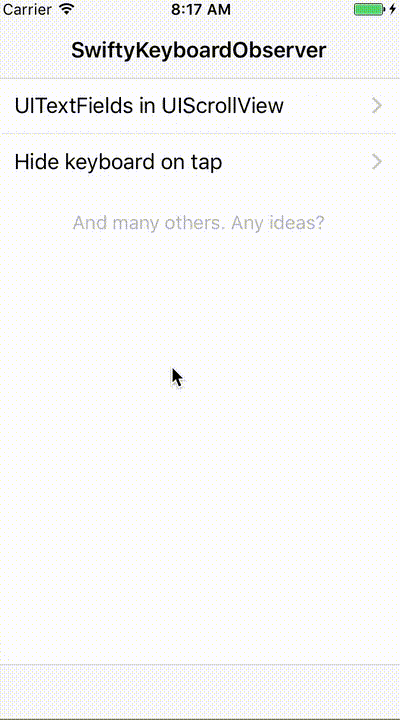 Carrier 8:17 AM
SwiftyKeyboardObserver
UITextFields in UIScrollView
Hide keyboard on tap
And many others. Any ideas?